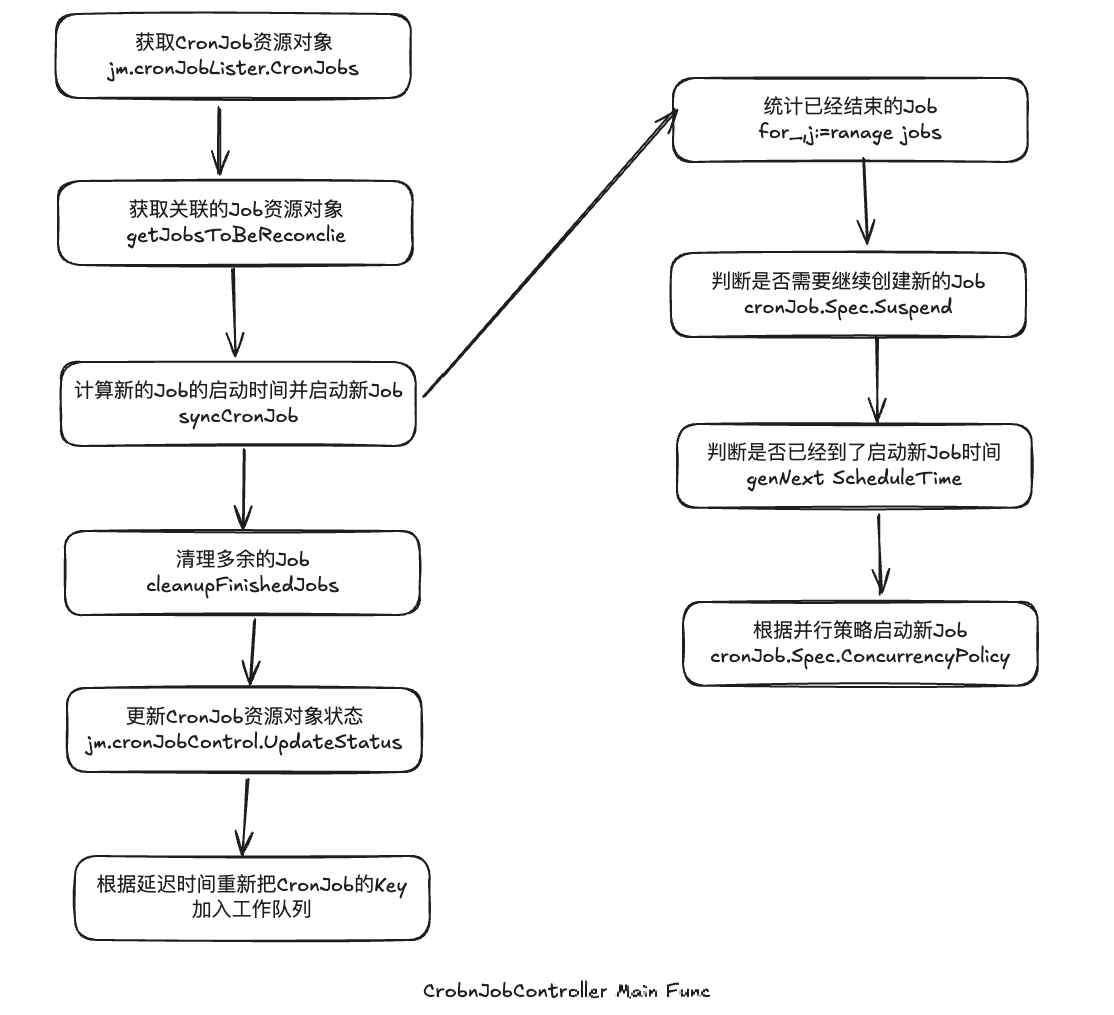 获取CronJob资源对象
jm.cronJobLister.CronJobs
获取关联的Job资源对象
getJobsToBeReconclie
计算新的Job的启动时间并启动新Job
syncCronJob
清理多余的Job
cleanupFinishedJobs
更新CronJob资源对象状态
jm.cronJobControl.UpdateStatus
根据延迟时间重新把CronJob的Key
加入工作队列
统计已经结束的Job
for_,j:=ranage jobs
判断是否需要继续创建新的Job
cronJob.Spec.Suspend
判断是否已经到了启动新Job时间
genNext ScheduleTime
根据并行策略启动新Job
cronJob.Spec.ConcurrencyPolicy
CrobnJobController Main Func